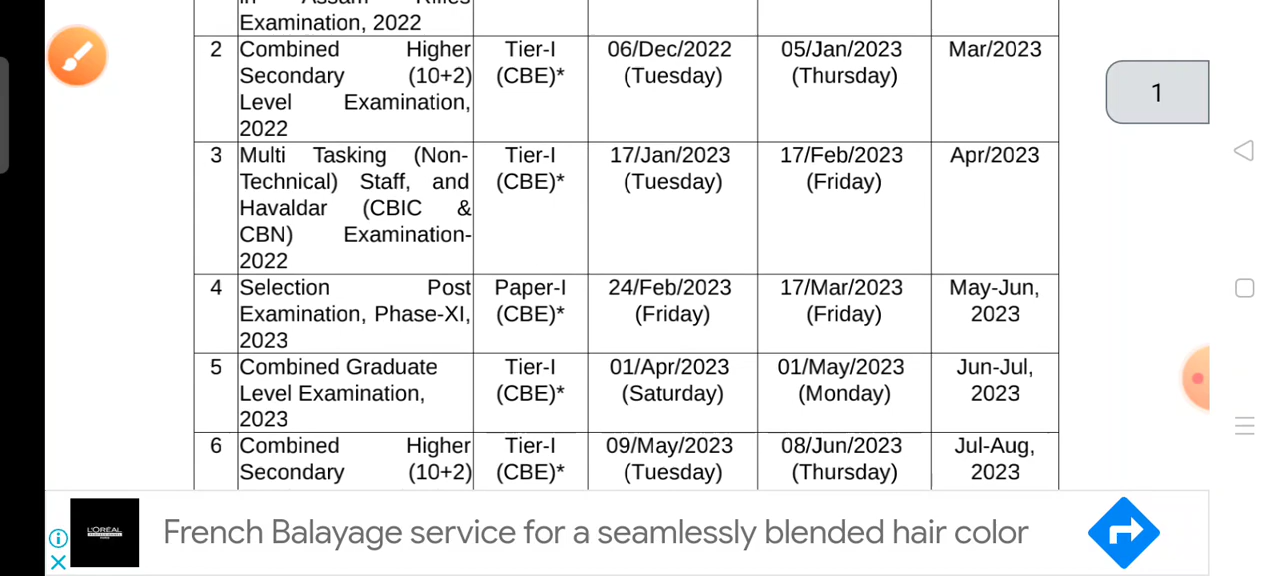 in Assam Rifles
Examination, 2022
2 Combined Higher Tier-I 06/Dec/2022 05/Jan/2023 Mar/2023
Secondary (10+2) (CBE)* (Tuesday) (Thursday)
Level Examination,
2022
3 Multi Tasking (Non- Tier-I 17/Jan/2023 17/Feb/2023 Apr/2023
Technical) Staff, and (CBE)* (Tuesday) (Friday)
Havaldar (CBIC &
CBN) Examination-
2022
4 Selection Post Paper-I 24/Feb/2023 17/Mar/2023 May-Jun,
Examination, Phase-XI, (CBE)* (Friday) (Friday) 2023
2023
5 Combined Graduate Tier-I 01/Apr/2023 01/May/2023 Jun-Jul,
Level Examination, (CBE)* (Saturday) (Monday) 2023
2023
6 Combined Higher Tier-I 09/May/2023 08/Jun/2023 Jul-Aug,
Secondary (10+2) (CBE)* (Tuesday) (Thursday) 2023
1
L'ORÉAL
French Balayage service for a seamlessly blended hair color